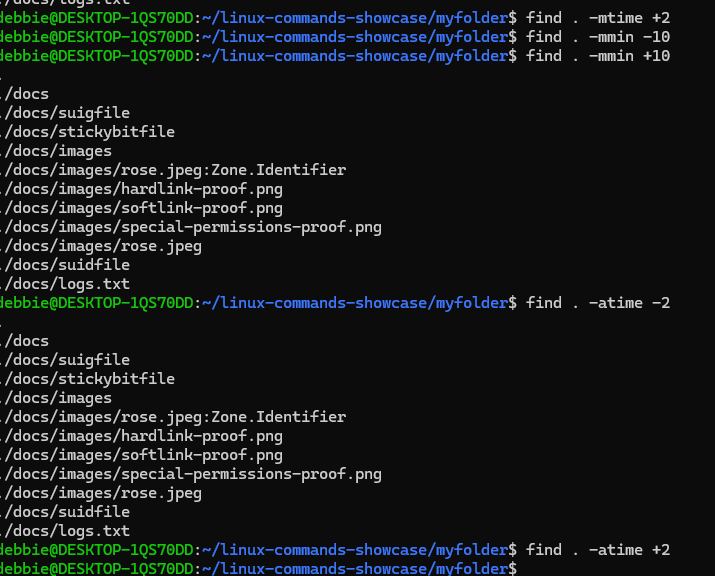 ./docs/logs.txt
debbie@DESKTOP-1QS70DD:~/linux-commands-showcase/myfolder$ find . -mtime +2
debbie@DESKTOP-1QS70DD:~/linux-commands-showcase/myfolder$ find . -mmin -10
debbie@DESKTOP-1QS70DD:~/linux-commands-showcase/myfolder$ find . -mmin +10
.
./docs
./docs/suigfile
./docs/stickybitfile
./docs/images
./docs/images/rose.jpeg:Zone.Identifier
./docs/images/hardlink-proof.png
./docs/images/softlink-proof.png
./docs/images/special-permissions-proof.png
./docs/images/rose.jpeg
./docs/suidfile
./docs/logs.txt
debbie@DESKTOP-1QS70DD:~/linux-commands-showcase/myfolder$ find . -atime -2
.
./docs
./docs/suigfile
./docs/stickybitfile
./docs/images
./docs/images/rose.jpeg:Zone.Identifier
./docs/images/hardlink-proof.png
./docs/images/softlink-proof.png
./docs/images/special-permissions-proof.png
./docs/images/rose.jpeg
./docs/suidfile
./docs/logs.txt
debbie@DESKTOP-1QS70DD:~/linux-commands-showcase/myfolder$ find . -atime +2
debbie@DESKTOP-1QS70DD:~/linux-commands-showcase/myfolder$